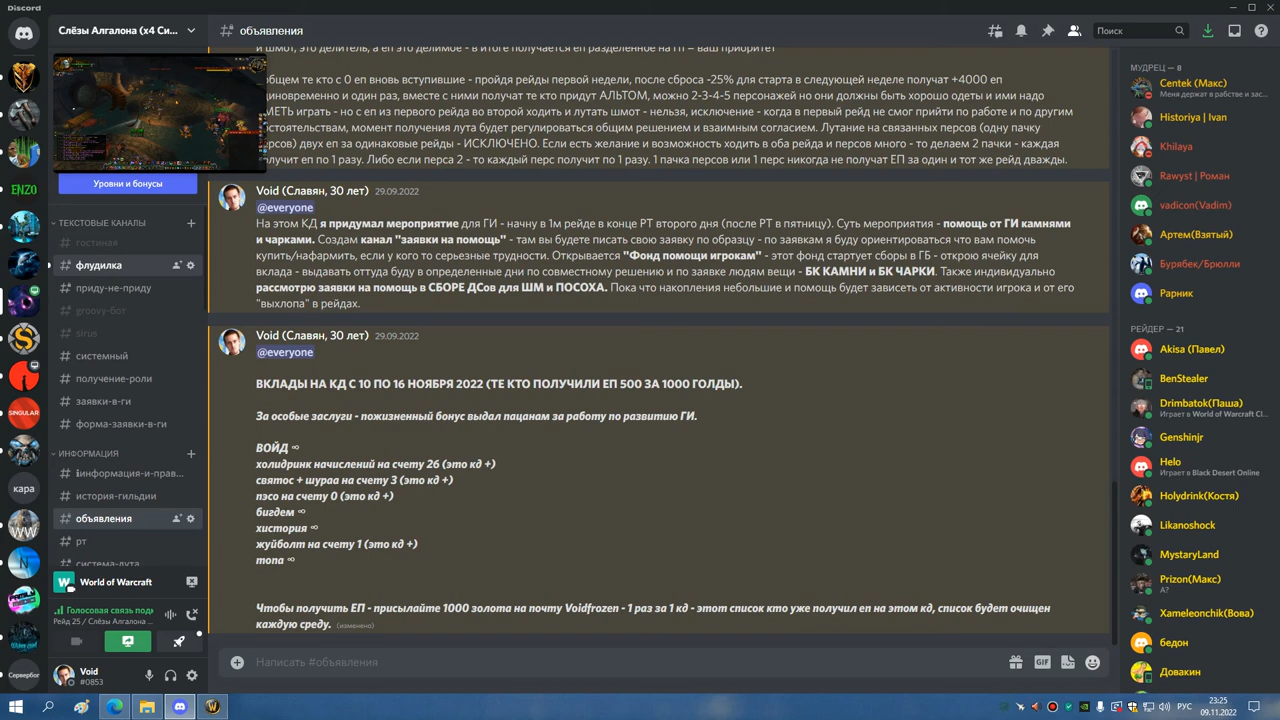 Discord
Слёзы Алгалона (x4 Си...
объявления
Поиск
Уровни и бонусы
ТЕКСТОВЫЕ КАНАЛЫ
гостиная
флудилка
приду-не-приду
groovy-бот
sirus
системный
получение-роли
заявки-в-ги
форма-заявки-в-ги
ИНФОРМАЦИЯ
информация-и-прав...
история-гильдии
объявления
рт
система-лута
World of Warcraft
Голосовая связь подк
Рейд 25 / Слёзы Алгалона ...
Void
#0853
ENZO
SINGULAR
кара
Сервербог
и шмот, это делитель, а еп это делимое - в итоге получается еп разделенное на гп = ваш приоритет
общем те кто с 0 еп вновь вступившие - пройдя рейды первой недели, после сброса -25% для старта в следующей неделе получат +4000 еп
дновременно и один раз, вместе с ними получат те кто придут АЛЬТОМ, можно 2-3-4-5 персонажей но они должны быть хорошо одеты и ими надо
МЕТЬ играть - но с еп из первого рейда во второй ходить и лутать шмот - нельзя, исключение - когда в первый рейд не смог прийти по работе и по другим
бстоятельствам, момент получения лута будет регулироваться общим решением и взаимным согласием. Лутание на связанных персов (одну пачку
ерсов) двух еп за одинаковые рейды - ИСКЛЮЧЕНО. Если есть желание и возможность ходить в оба рейда и персов много - то делаем 2 пачки - каждая
олучит еп по 1 разу. Либо если перса 2 - то каждый перс получит по 1 разу. 1 пачка персов или 1 перс никогда не получат ЕП за один и тот же рейд дважды.
Void (Славян, 30 лет) 29.09.2022
@everyone
На этом КД я придумал мероприятие для ГИ - начну в 1м рейде в конце РТ второго дня (после РТ в пятницу). Суть мероприятия - помощь от ГИ камнями
и чарками. Создам канал "заявки на помощь" - там вы будете писать свою заявку по образцу - по заявкам я буду ориентироваться что вам помочь
купить/нафармить, если у кого то серьезные трудности. Открывается "Фонд помощи игрокам" - этот фонд стартует сборы в ГБ - открою ячейку для
вклада - выдавать оттуда буду в определенные дни по совместному решению и по заявке людям вещи - БК КАМНИ и БК ЧАРКИ. Также индивидуально
рассмотрю заявки на помощь в СБОРЕ ДСов для ШМ и ПОСОХА. Пока что накопления небольшие и помощь будет зависеть от активности игрока и от его
"выхлопа" в рейдах.
Void (Славян, 30 лет) 29.09.2022
@everyone
ВКЛАДЫ НА КД С 10 ПО 16 НОЯБРЯ 2022 (ТЕ КТО ПОЛУЧИЛИ ЕП 500 ЗА 1000 ГОЛДЫ).
За особые заслуги - пожизненный бонус выдал пацанам за работу по развитию ГИ.
ВОЙД ∞
холидринк начислений на счету 26 (это кд +)
святос + шураа на счету 3 (это кд +)
пэсо на счету 0 (это кд +)
бигдем ∞
хистория ∞
жуйболт на счету 1 (это кд +)
топа ∞
Чтобы получить ЕП - присылайте 1000 золота на почту Voidfrozen - 1 раз за 1 кд - этот список кто уже получил еп на этом кд, список будет очищен
каждую среду. (изменено)
Написать #объявления
GIF
МУДРЕЦ — 8
Centek (Макс)
Меня держат в рабстве и зас...
Historiya | Ivan
Khilaya
Rawyst | Роман
vadicon(Vadim)
Артем(Взятый)
Бурябек/Брюлли
Рарник
РЕЙДЕР — 21
Akisa (Павел)
BenStealer
Drimbatok(Паша)
Играет в World of Warcraft Cl...
Genshinjr
Helo
Играет в Black Desert Online
Holydrink(Костя)
Likanoshock
MystaryLand
Prizon(Макс)
А?
Xameleonchik(Вова)
бедон
Довакин
РУС
23:25
09.11.2022